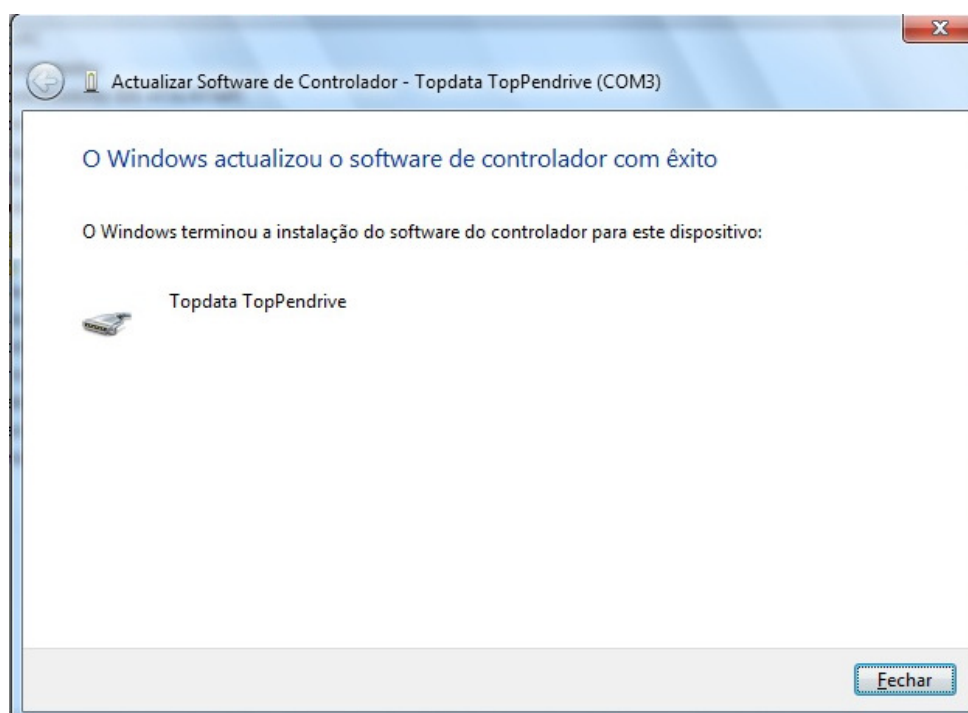 Actualizar Software de Controlador - Topdata TopPendrive (COM3)
O Windows actualizou o software de controlador com êxito
O Windows terminou a instalação do software do controlador para este dispositivo:
Topdata TopPendrive
Fechar